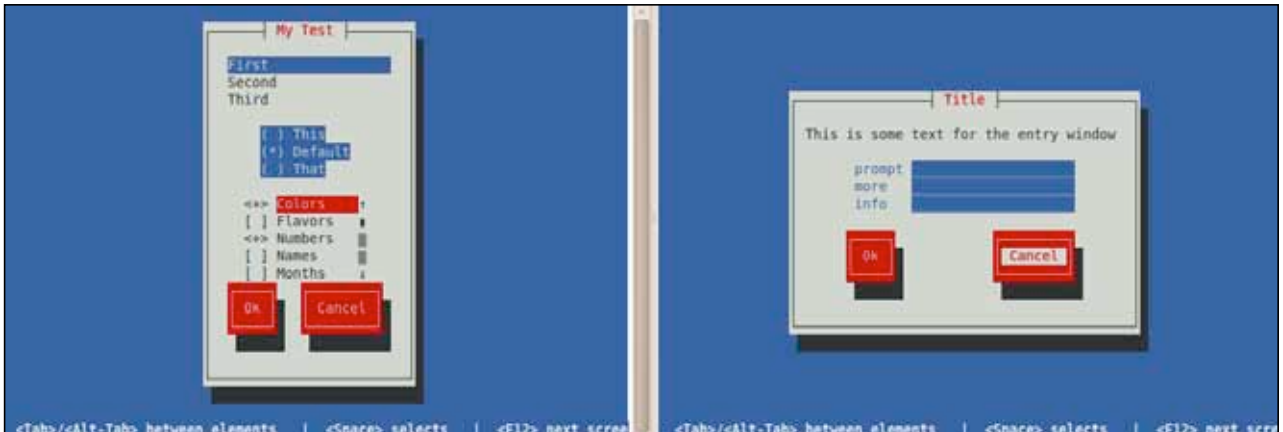 My Test
First
Second
Third
( ) This
(*) Default
( ) That
<*> Colors ↑
[ ] Flavors
<*> Numbers
[ ] Names
[ ] Months ↓
Ok Cancel
<Tab>/<Alt-Tab> between elements | <Space> selects | <F12> next scree
Title
This is some text for the entry window
prompt
more
info
Ok Cancel
<Tab>/<Alt-Tab> between elements | <Space> selects | <F12> next scre